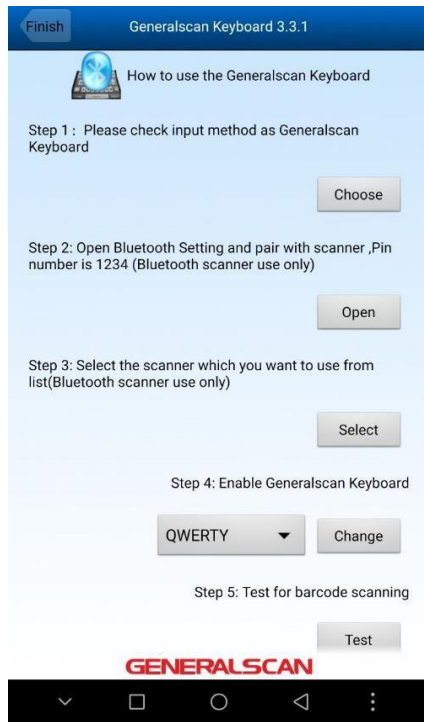 Finish
Generalscan Keyboard 3.3.1
How to use the Generalscan Keyboard
Step 1 : Please check input method as Generalscan
Keyboard
Choose
Step 2: Open Bluetooth Setting and pair with scanner ,Pin
number is 1234 (Bluetooth scanner use only)
Open
Step 3: Select the scanner which you want to use from
list(Bluetooth scanner use only)
Select
Step 4: Enable Generalscan Keyboard
QWERTY
Change
Step 5: Test for barcode scanning
Test
GENERALSCAN